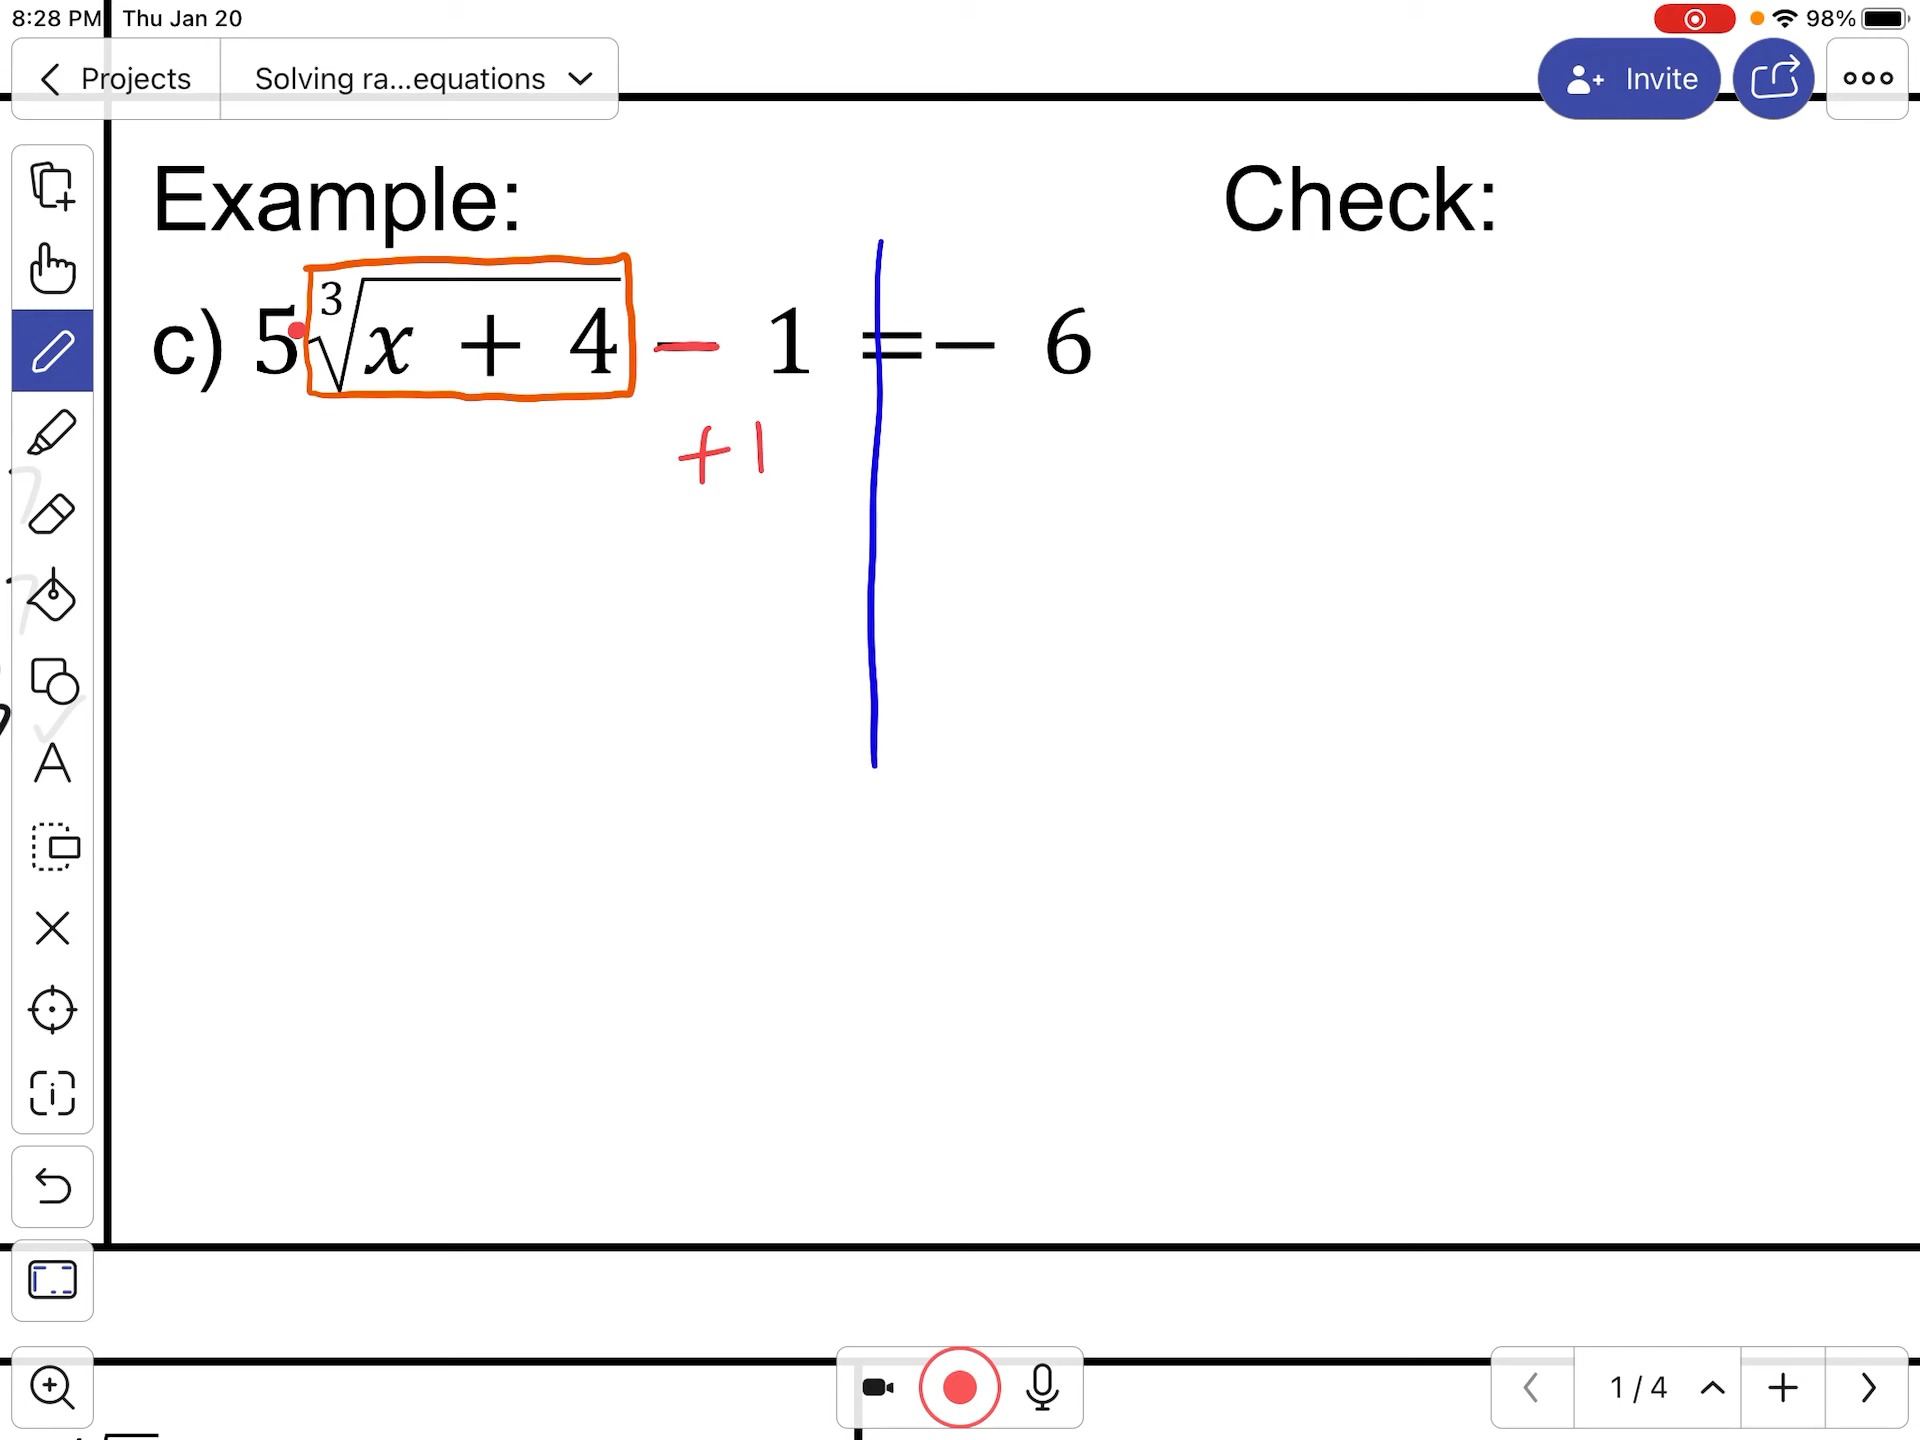 8:28 PM Thu Jan 20 98%
Projects Solving ra...equations Invite
Example: Check:
c) 5∛x + 4 − 1 = − 6
+1
A
1 / 4